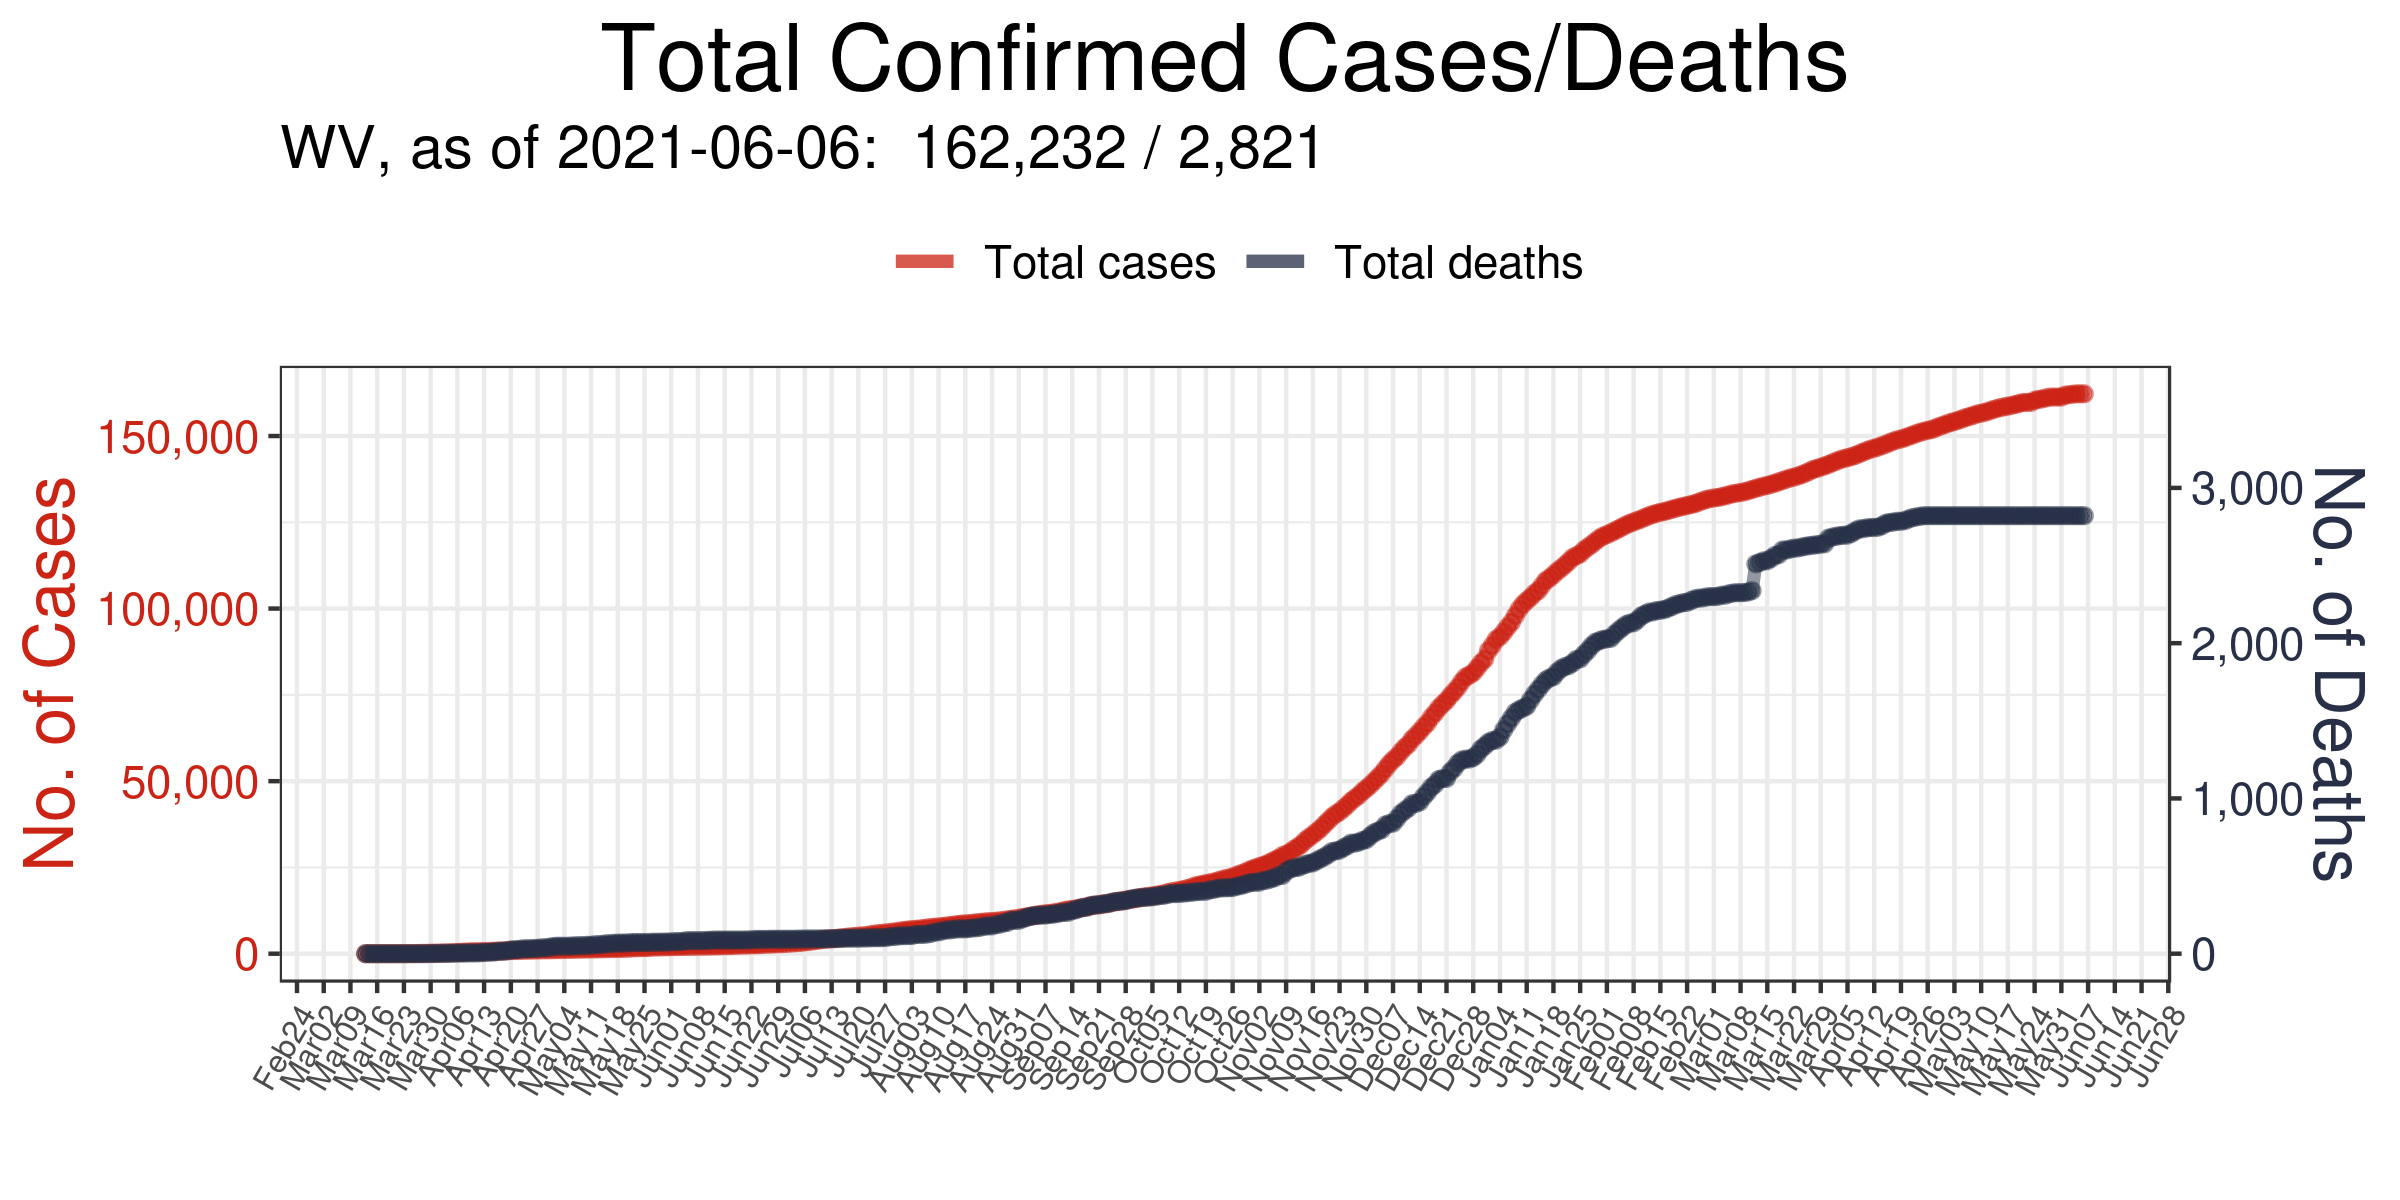 Total Confirmed Cases/Deaths
WV, as of 2021-06-06:  162,232 / 2,821
Total cases
Total deaths
No. of Cases
150,000
100,000
50,000
0
3,000
2,000
1,000
0
No. of Deaths
Feb24
Mar02
Mar09
Mar16
Mar23
Mar30
Apr06
Apr13
Apr20
Apr27
May04
May11
May18
May25
Jun01
Jun08
Jun15
Jun22
Jun29
Jul06
Jul13
Jul20
Jul27
Aug03
Aug10
Aug17
Aug24
Aug31
Sep07
Sep14
Sep21
Sep28
Oct05
Oct12
Oct19
Oct26
Nov02
Nov09
Nov16
Nov23
Nov30
Dec07
Dec14
Dec21
Dec28
Jan04
Jan11
Jan18
Jan25
Feb01
Feb08
Feb15
Feb22
Mar01
Mar08
Mar15
Mar22
Mar29
Apr05
Apr12
Apr19
Apr26
May03
May10
May17
May24
May31
Jun07
Jun14
Jun21
Jun28